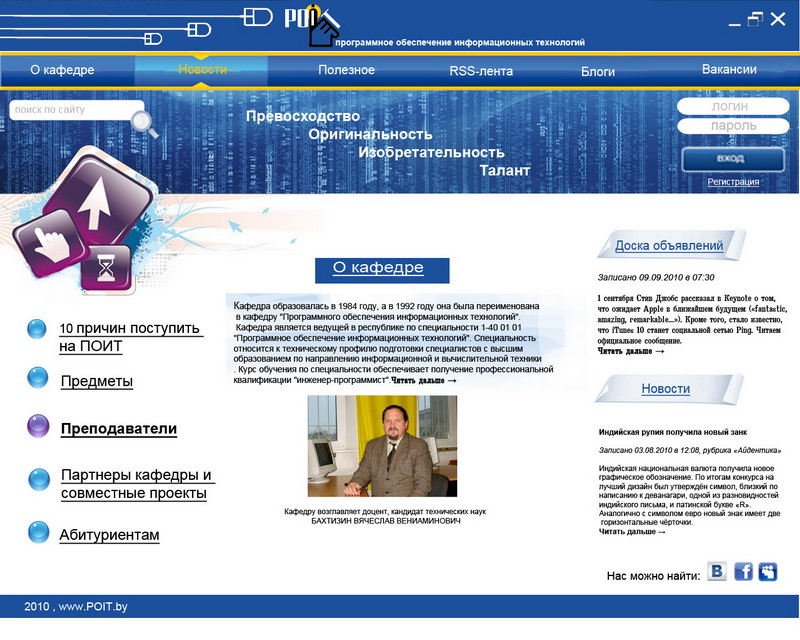 РОИТ
программное обеспечение информационных технологий
О кафедре
Новости
Полезное
RSS-лента
Блоги
Вакансии
поиск по сайту
Превосходство
Оригинальность
Изобретательность
Талант
логин
пароль
вход
Регистрация
10 причин поступить
на ПОИТ
Предметы
Преподаватели
Партнеры кафедры и
совместные проекты
Абитуриентам
О кафедре
Кафедра образовалась в 1984 году, а в 1992 году она была переименована
в кафедру "Программного обеспечения информационных технологий".
Кафедра является ведущей в республике по специальности 1-40 01 01
"Программное обеспечение информационных технологий". Специальность
относится к техническому профилю подготовки специалистов с высшим
образованием по направлению информационной и вычислительной техники
. Курс обучения по специальности обеспечивает получение профессиональной
квалификации "инженер-программист".Читать дальше →
Кафедру возглавляет доцент, кандидат технических наук
БАХТИЗИН ВЯЧЕСЛАВ ВЕНИАМИНОВИЧ
Доска объявлений
Записано 09.09.2010 в 07:30
1 сентября Стив Джобс рассказал в Keynote о том,
что ожидает Apple в ближайшем будущем («fantastic,
amazing, remarkable...»). Кроме того, стало известно,
что iTunes 10 станет социальной сетью Ping. Читаем
официальное сообщение.
Читать дальше →
Новости
Индийская рупия получила новый занк
Записано 03.08.2010 в 12:08, рубрика «Айдентика»
Индийская национальная валюта получила новое
графическое обозначение. По итогам конкурса на
лучший дизайн был утверждён символ, близкий по
написанию к деванагари, одной из разновидностей
индийского письма, и латинской букве «R».
Аналогично с символом евро новый знак имеет две
горизонтальные чёрточки.
Читать дальше →
Нас можно найти:
В
f
2010 , www.POIT.by